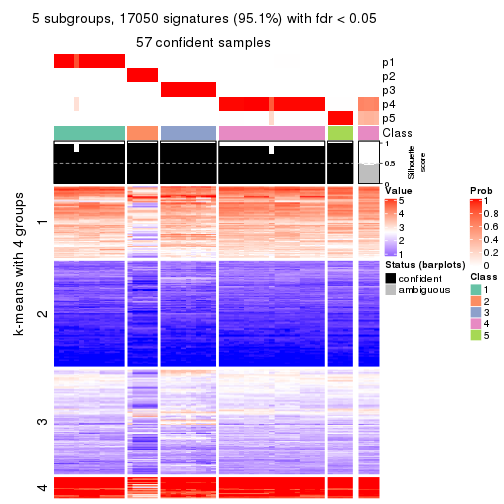 5 subgroups, 17050 signatures (95.1%) with fdr < 0.05
57 confident samples
p1
p2
p3
p4
p5
Class
1
0.5
0
Silhouette
score
k-means with 4 groups
1
2
3
4
Value
5
4
3
2
1
Status (barplots)
confident
ambiguous
Prob
1
0.8
0.6
0.4
0.2
0
Class
1
2
3
4
5